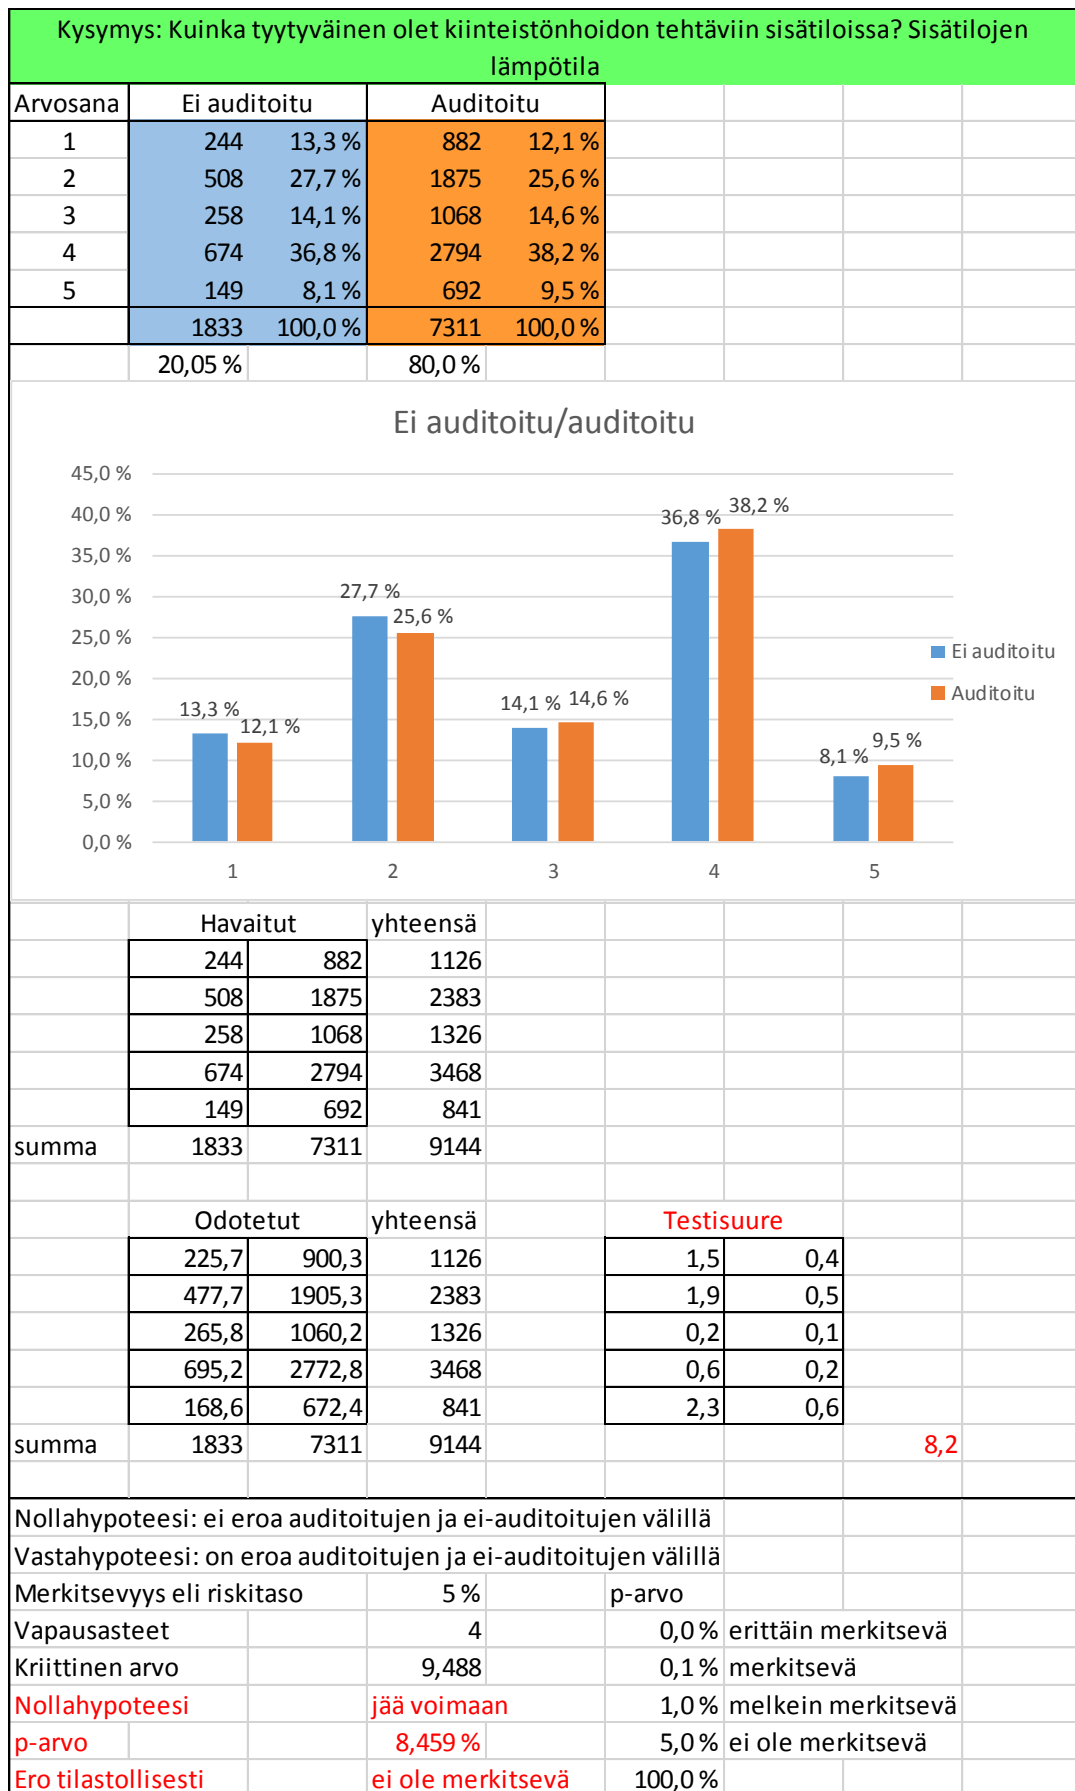 Kysymys: Kuinka tyytyväinen olet kiinteistönhoidon tehtäviin sisätiloissa? Sisätilojen
lämpötila
Arvosana Ei auditoitu Auditoitu
1 244 13,3 % 882 12,1 %
2 508 27,7 % 1875 25,6 %
3 258 14,1 % 1068 14,6 %
4 674 36,8 % 2794 38,2 %
5 149 8,1 % 692 9,5 %
1833 100,0 % 7311 100,0 %
20,05 % 80,0 %
Ei auditoitu/auditoitu
45,0 %
40,0 %
35,0 %
30,0 %
25,0 %
20,0 %
15,0 %
10,0 %
5,0 %
0,0 %
13,3 % 12,1 %
27,7 % 25,6 %
14,1 % 14,6 %
36,8 % 38,2 %
8,1 % 9,5 %
1 2 3 4 5
Ei auditoitu
Auditoitu
Havaitut yhteensä
244 882 1126
508 1875 2383
258 1068 1326
674 2794 3468
149 692 841
summa 1833 7311 9144
Odotetut yhteensä Testisuure
225,7 900,3 1126 1,5 0,4
477,7 1905,3 2383 1,9 0,5
265,8 1060,2 1326 0,2 0,1
695,2 2772,8 3468 0,6 0,2
168,6 672,4 841 2,3 0,6
summa 1833 7311 9144 8,2
Nollahypoteesi: ei eroa auditoitujen ja ei-auditoitujen välillä
Vastahypoteesi: on eroa auditoitujen ja ei-auditoitujen välillä
Merkitsevyys eli riskitaso 5 % p-arvo
Vapausasteet 4 0,0 % erittäin merkitsevä
Kriittinen arvo 9,488 0,1 % merkitsevä
Nollahypoteesi jää voimaan 1,0 % melkein merkitsevä
p-arvo 8,459 % 5,0 % ei ole merkitsevä
Ero tilastollisesti ei ole merkitsevä 100,0 %